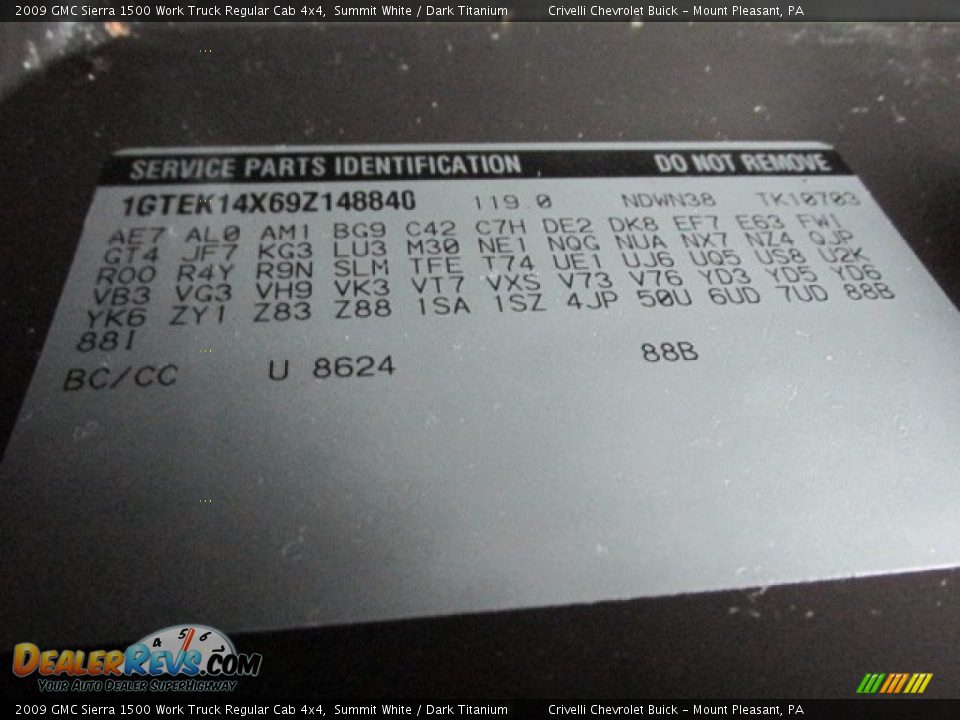 2009 GMC Sierra 1500 Work Truck Regular Cab 4x4,  Summit White / Dark Titanium     Crivelli Chevrolet Buick - Mount Pleasant, PA
SERVICE PARTS IDENTIFICATION     DO NOT REMOVE
1GTEK14X69Z148840     119.0     NDWN38     TK10703
AE7 AL0 AM1 BG9 C42 C7H DE2 DK8 EF7 E63 FWI
GT4 JF7 KG3 LU3 M30 NE1 NQG NUA NX7 NZ4 QJP
R00 R4Y R9N SLM TFE T74 UE1 UJ6 UQ5 US8 U2K
VB3 VG3 VH9 VK3 VT7 VXS V73 V76 YD3 YD5 YD6
YK6 ZY1 Z83 Z88 1SA 1SZ 4JP 50U 6UD 7UD 88B
88I
BC/CC     U 8624     88B
DealerRevs.com
Your Auto Dealer SuperHighway
2009 GMC Sierra 1500 Work Truck Regular Cab 4x4,  Summit White / Dark Titanium     Crivelli Chevrolet Buick - Mount Pleasant, PA